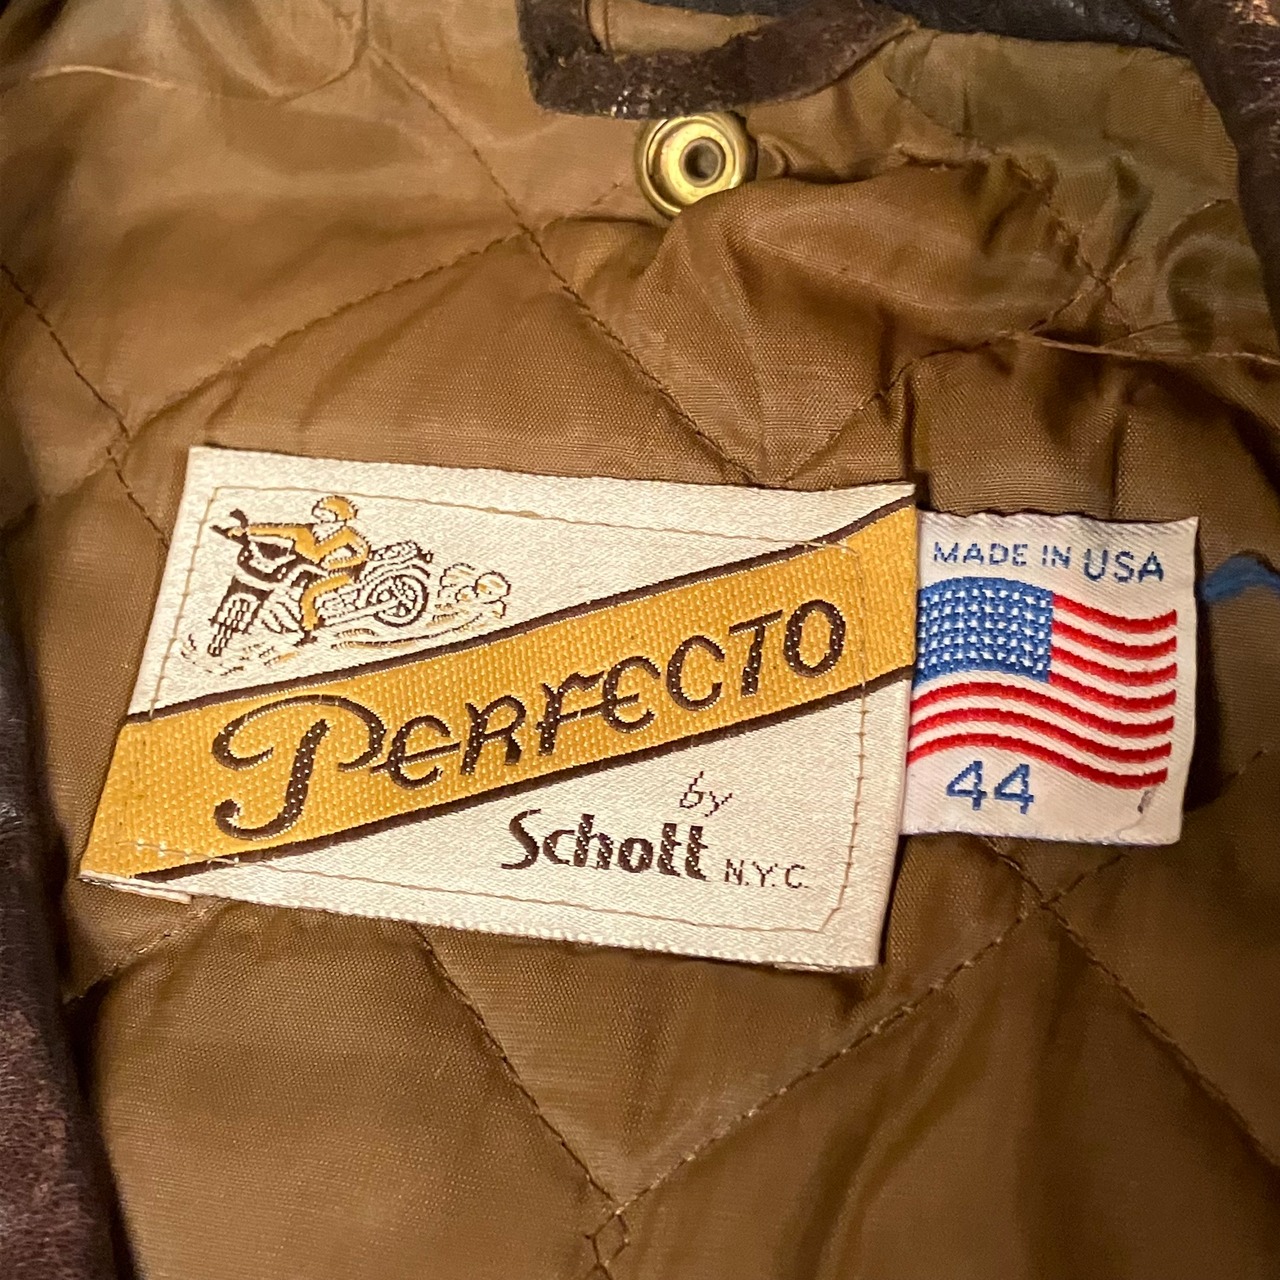 PERFECTO
by
Schott N.Y.C.
MADE IN USA
44